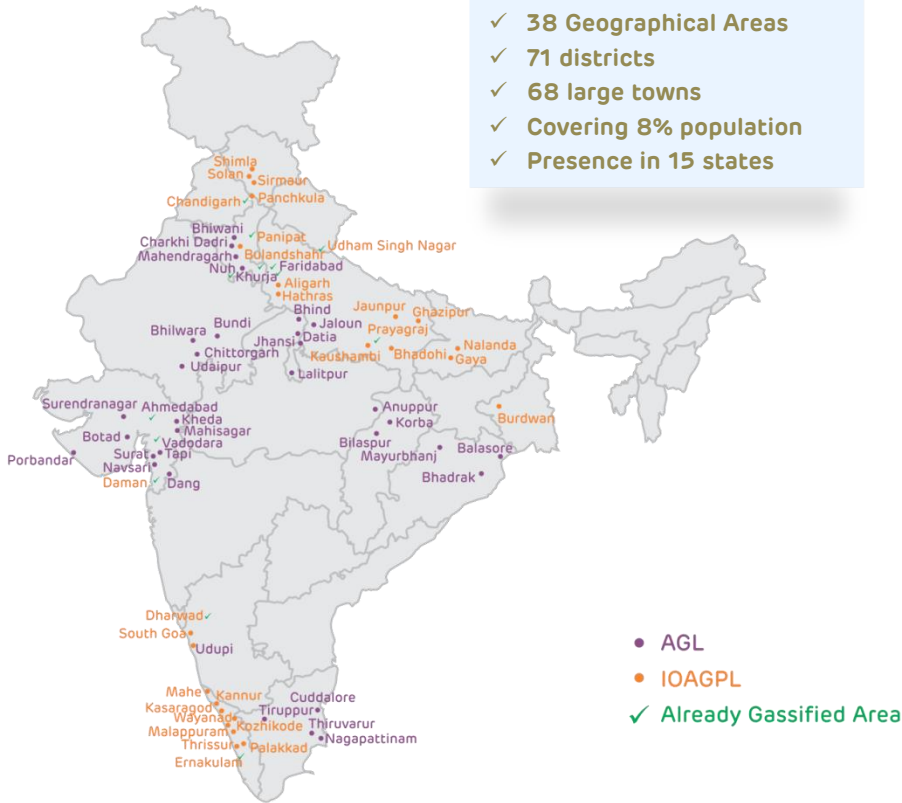 ✓ 38 Geographical Areas
✓ 71 districts
✓ 68 large towns
✓ Covering 8% population
✓ Presence in 15 states
Shimla
Solan
Sirmaur
Chandigarh
Panchkula
Bhiwani
Panipat
Charkhi Dadri
Udham Singh Nagar
Bulandshahr
Mahendragarh
Nuh
Faridabad
Khurja
Aligarh
Hathras
Bhind
Jaunpur
Ghazipur
Bundi
Jaloun
Bhilwara
Prayagraj
Datia
Jhansi
Nalanda
Chittorgarh
Kaushambi
Bhadohi
Gaya
Udaipur
Lalitpur
Surendranagar
Ahmedabad
Anuppur
Kheda
Korba
Burdwan
Mahisagar
Botad
Vadodara
Bilaspur
Balasore
Surat
Tapi
Mayurbhanj
Porbandar
Navsari
Daman
Dang
Bhadrak
Dharwad
South Goa
Udupi
AGL
IOAGPL
Already Gassified Area
Mahe
Kannur
Cuddalore
Kasaragod
Tiruppur
Wayanad
Kozhikode
Thiruvarur
Malappuram
Nagapattinam
Thrissur
Palakkad
Ernakulam